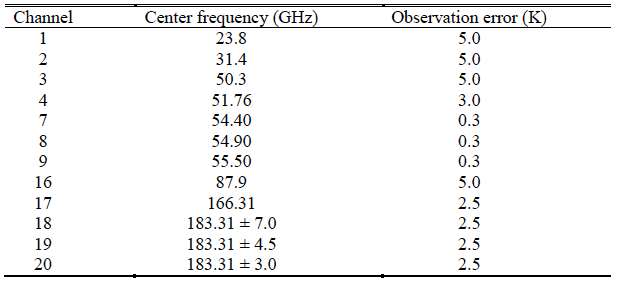 Channel Center frequency (GHz) Observation error (K)
1 23.8 5.0
2 31.4 5.0
3 50.3 5.0
4 51.76 3.0
7 54.40 0.3
8 54.90 0.3
9 55.50 0.3
16 87.9 5.0
17 166.31 2.5
18 183.31 ± 7.0 2.5
19 183.31 ± 4.5 2.5
20 183.31 ± 3.0 2.5